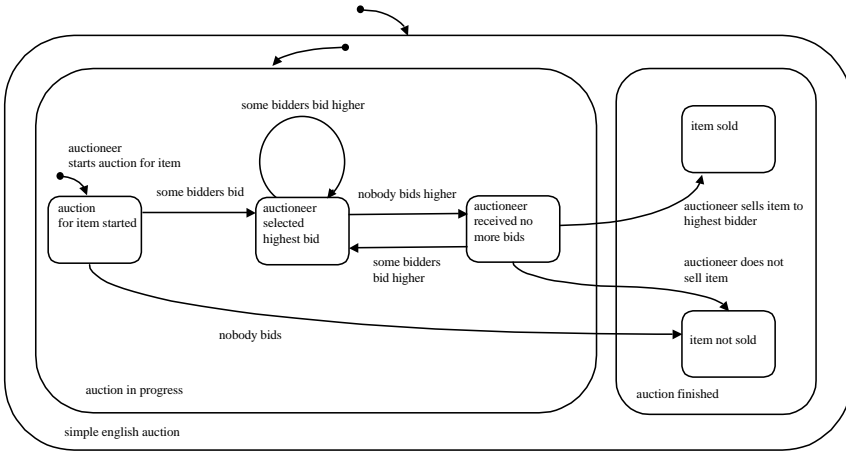 some bidders bid higher
item sold
auctioneer
starts auction for item
some bidders bid
nobody bids higher
auction
for item started
auctioneer
selected
highest bid
auctioneer
received no
more bids
auctioneer sells item to
highest bidder
some bidders
bid higher
auctioneer does not
sell item
nobody bids
item not sold
auction in progress
auction finished
simple english auction